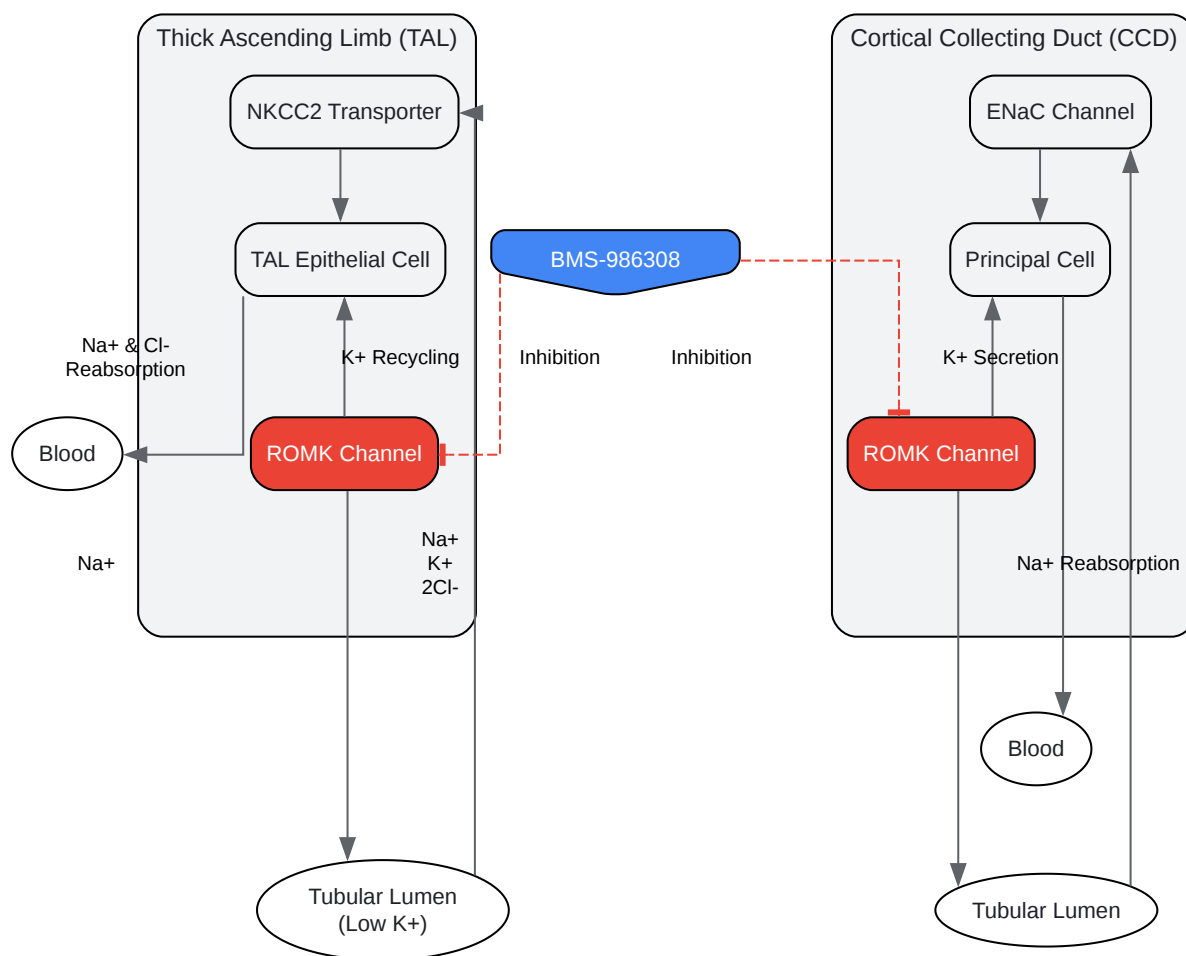 Thick Ascending Limb (TAL)
Cortical Collecting Duct (CCD)
NKCC2 Transporter
ENaC Channel
TAL Epithelial Cell
BMS-986308
Principal Cell
Na+ & Cl-
Reabsorption
K+ Recycling
Inhibition
Inhibition
K+ Secretion
Blood
ROMK Channel
ROMK Channel
Na+
Na+
K+
2Cl-
Na+ Reabsorption
Blood
Tubular Lumen
(Low K+)
Tubular Lumen